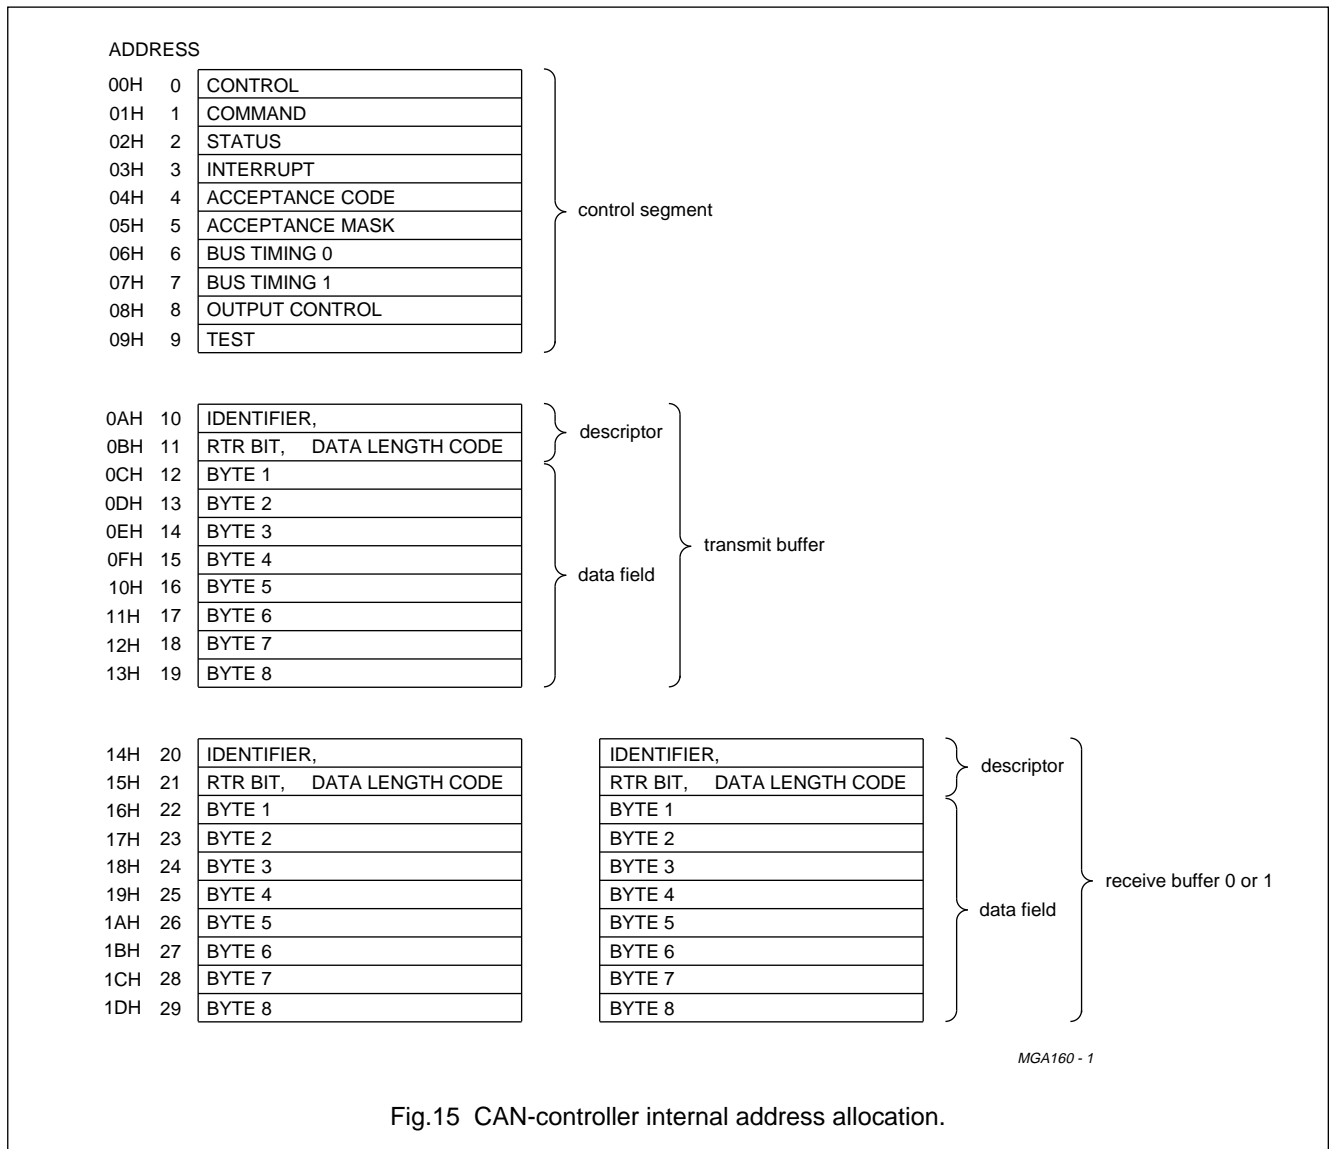 ADDRESS
00H 0 CONTROL
01H 1 COMMAND
02H 2 STATUS
03H 3 INTERRUPT
04H 4 ACCEPTANCE CODE
05H 5 ACCEPTANCE MASK
06H 6 BUS TIMING 0
07H 7 BUS TIMING 1
08H 8 OUTPUT CONTROL
09H 9 TEST
control segment
0AH 10 IDENTIFIER,
0BH 11 RTR BIT, DATA LENGTH CODE
0CH 12 BYTE 1
0DH 13 BYTE 2
0EH 14 BYTE 3
0FH 15 BYTE 4
10H 16 BYTE 5
11H 17 BYTE 6
12H 18 BYTE 7
13H 19 BYTE 8
descriptor
data field
transmit buffer
14H 20 IDENTIFIER, IDENTIFIER,
15H 21 RTR BIT, DATA LENGTH CODE RTR BIT, DATA LENGTH CODE
16H 22 BYTE 1 BYTE 1
17H 23 BYTE 2 BYTE 2
18H 24 BYTE 3 BYTE 3
19H 25 BYTE 4 BYTE 4
1AH 26 BYTE 5 BYTE 5
1BH 27 BYTE 6 BYTE 6
1CH 28 BYTE 7 BYTE 7
1DH 29 BYTE 8 BYTE 8
descriptor
data field
receive buffer 0 or 1
MGA160 - 1
Fig.15 CAN-controller internal address allocation.